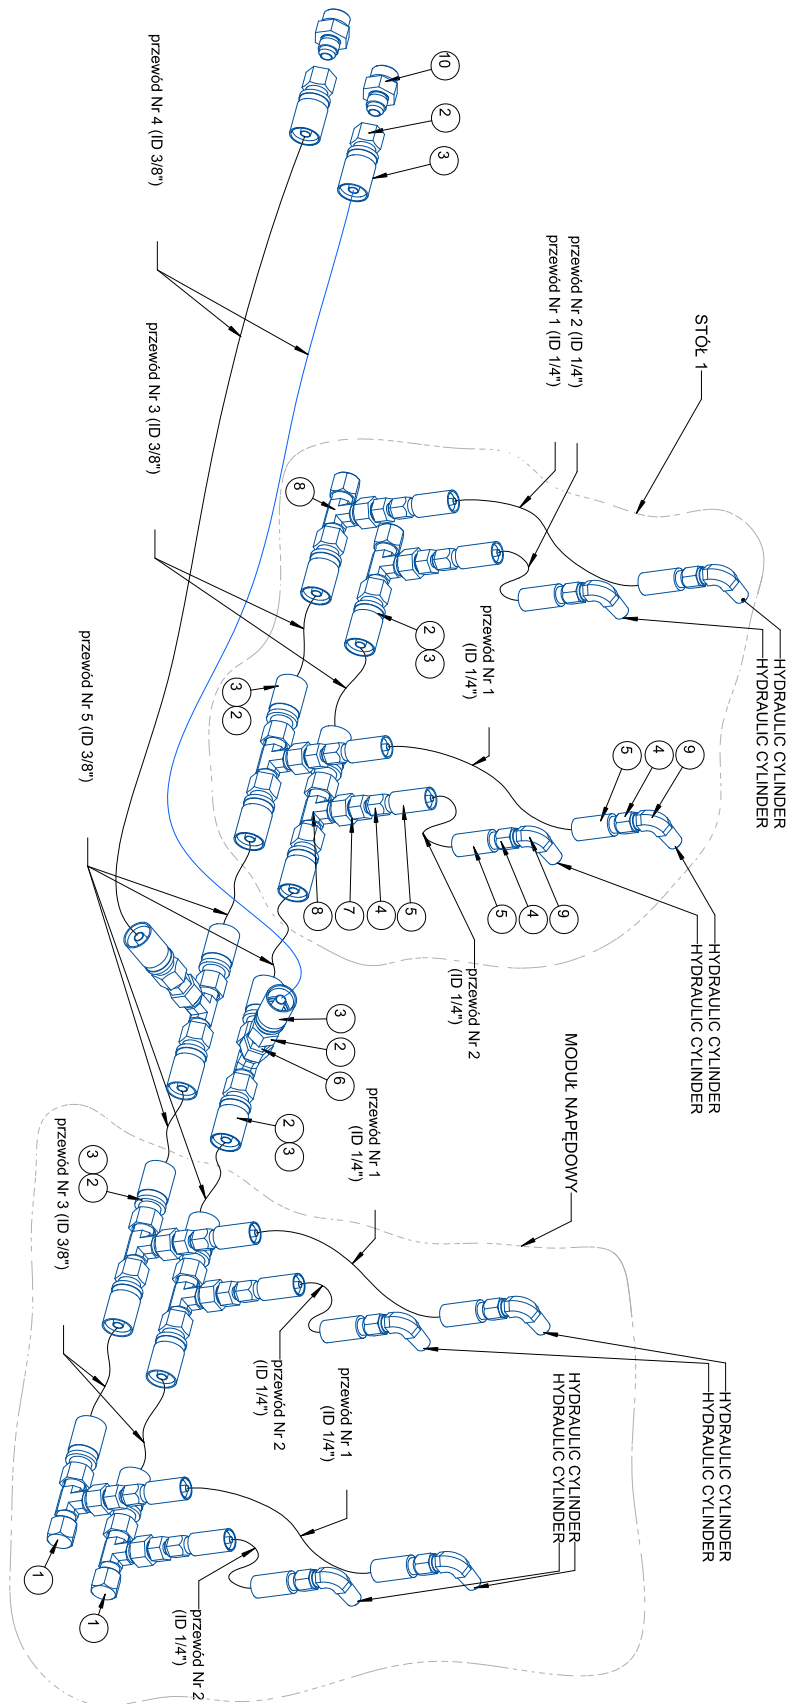 10
2
3
przewód Nr 4 (ID 3/8")
przewód Nr 2 (ID 1/4")
przewód Nr 1 (ID 1/4")
STÓŁ 1
przewód Nr 3 (ID 3/8")
8
HYDRAULIC CYLINDER
HYDRAULIC CYLINDER
2
3
przewód Nr 1
(ID 1/4")
3
2
przewód Nr 5 (ID 3/8")
5
4
9
8
7
4
5
5
4
9
HYDRAULIC CYLINDER
HYDRAULIC CYLINDER
przewód Nr 2
(ID 1/4")
3
2
6
2
3
MODUŁ NAPĘDOWY
przewód Nr 1
(ID 1/4")
3
2
przewód Nr 3 (ID 3/8")
przewód Nr 2
(ID 1/4")
przewód Nr 1
(ID 1/4")
HYDRAULIC CYLINDER
HYDRAULIC CYLINDER
HYDRAULIC CYLINDER
HYDRAULIC CYLINDER
1
1
przewód Nr 2
(ID 1/4")